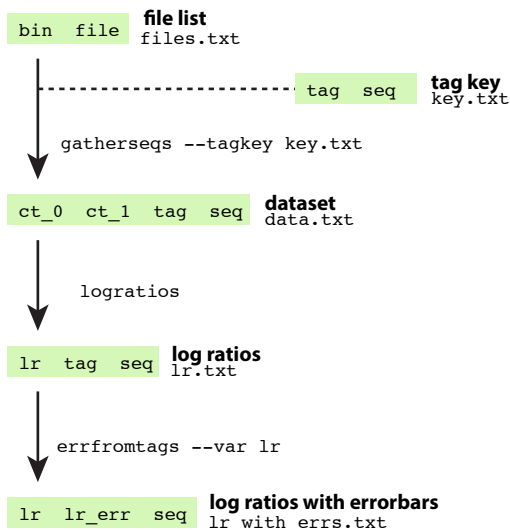 file list
bin file files.txt
tag key
tag seq key.txt
gatherseqs --tagkey key.txt
dataset
ct_0 ct_1 tag seq data.txt
logratios
log ratios
lr tag seq lr.txt
errfromtags --var lr
log ratios with errorbars
lr lr_err seq lr_with_errs.txt